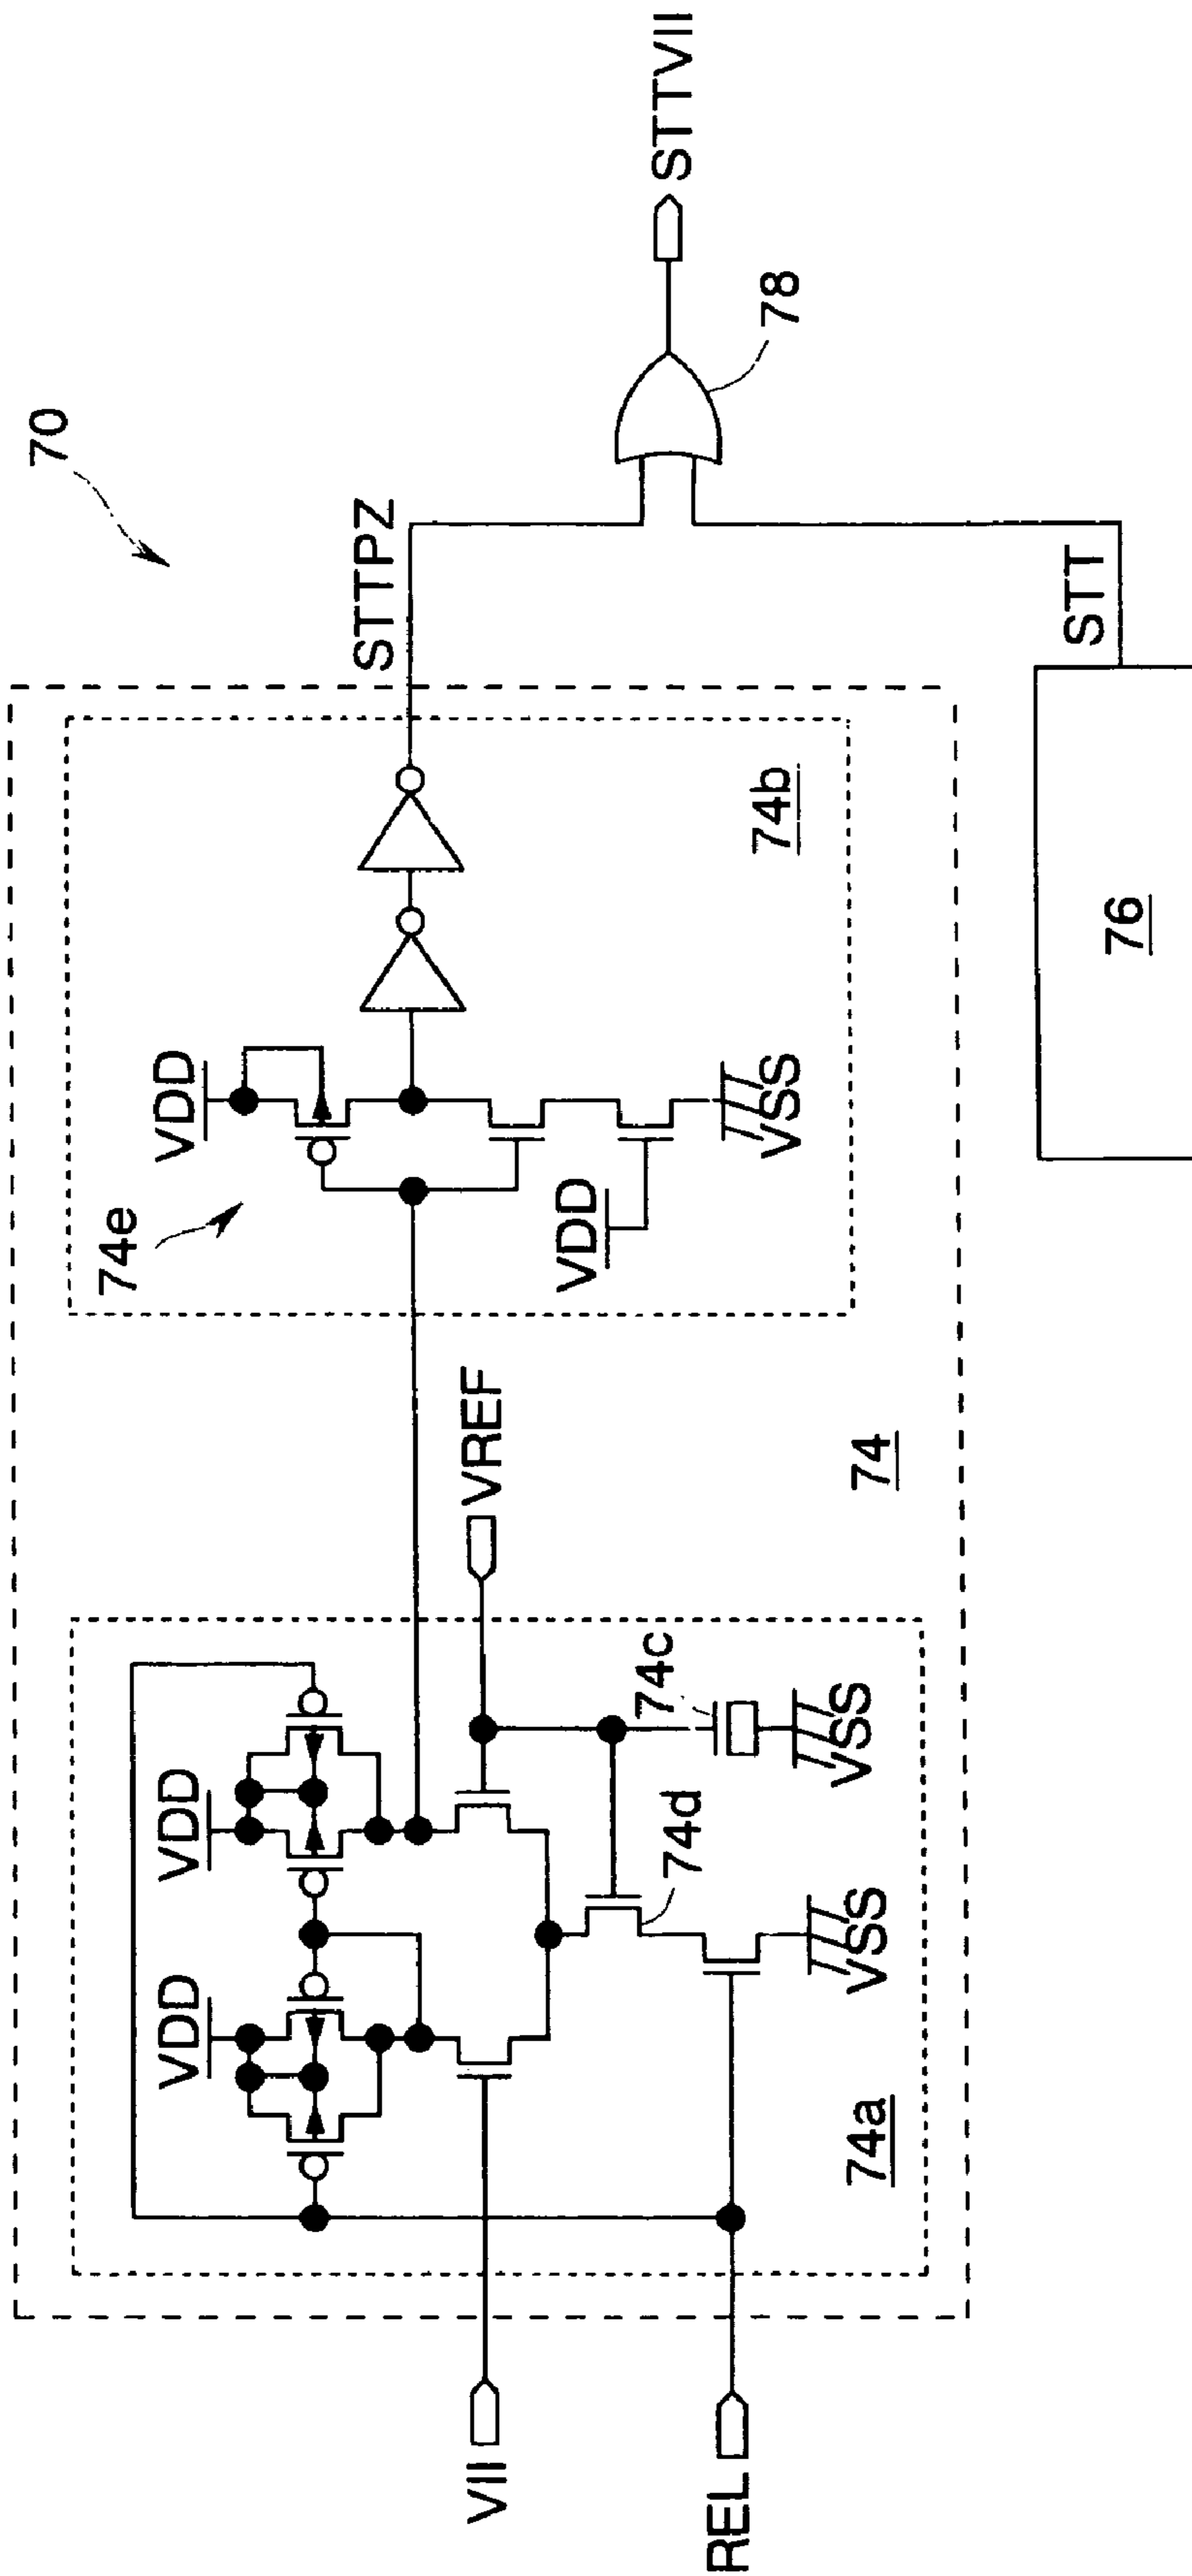 70
VII
REL
VDD
VDD
74a
74d
74c
VSS
VSS
VREF
74
74e
VDD
VDD
VSS
74b
STTPZ
76
STT
78
STTVII